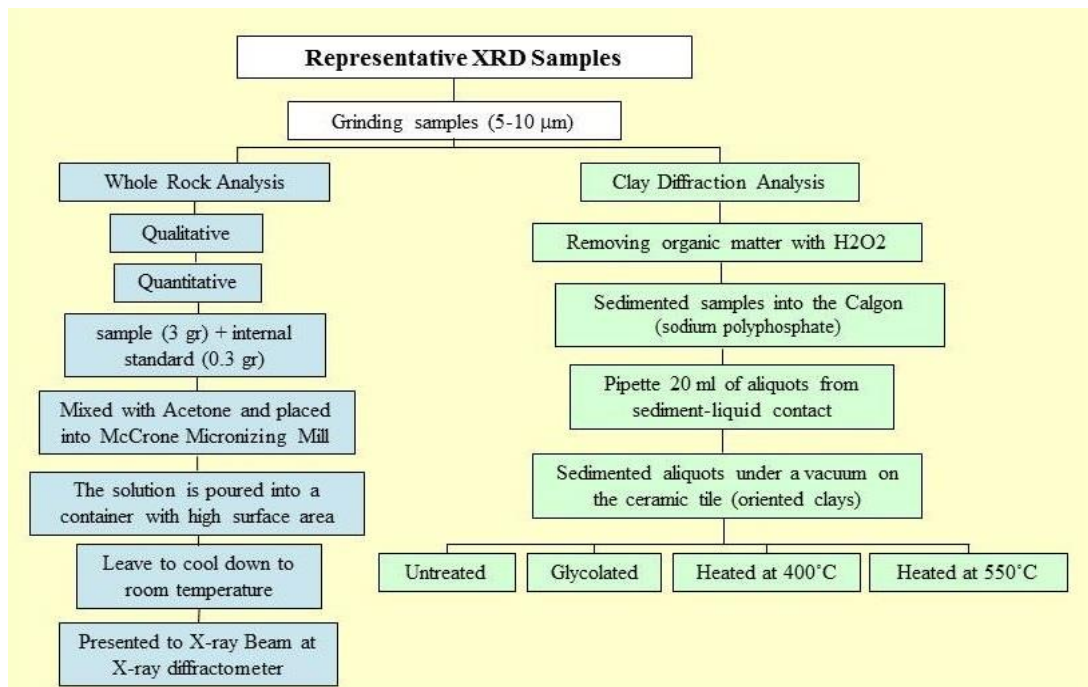 Representative XRD Samples
Grinding samples (5-10 μm)
Whole Rock Analysis
Qualitative
Quantitative
sample (3 gr) + internal
standard (0.3 gr)
Mixed with Acetone and placed
into McCrone Micronizing Mill
The solution is poured into a
container with high surface area
Leave to cool down to
room temperature
Presented to X-ray Beam at
X-ray diffractometer
Clay Diffraction Analysis
Removing organic matter with H2O2
Sedimented samples into the Calgon
(sodium polyphosphate)
Pipette 20 ml of aliquots from
sediment-liquid contact
Sedimented aliquots under a vacuum on
the ceramic tile (oriented clays)
Untreated
Glycolated
Heated at 400˚C
Heated at 550˚C